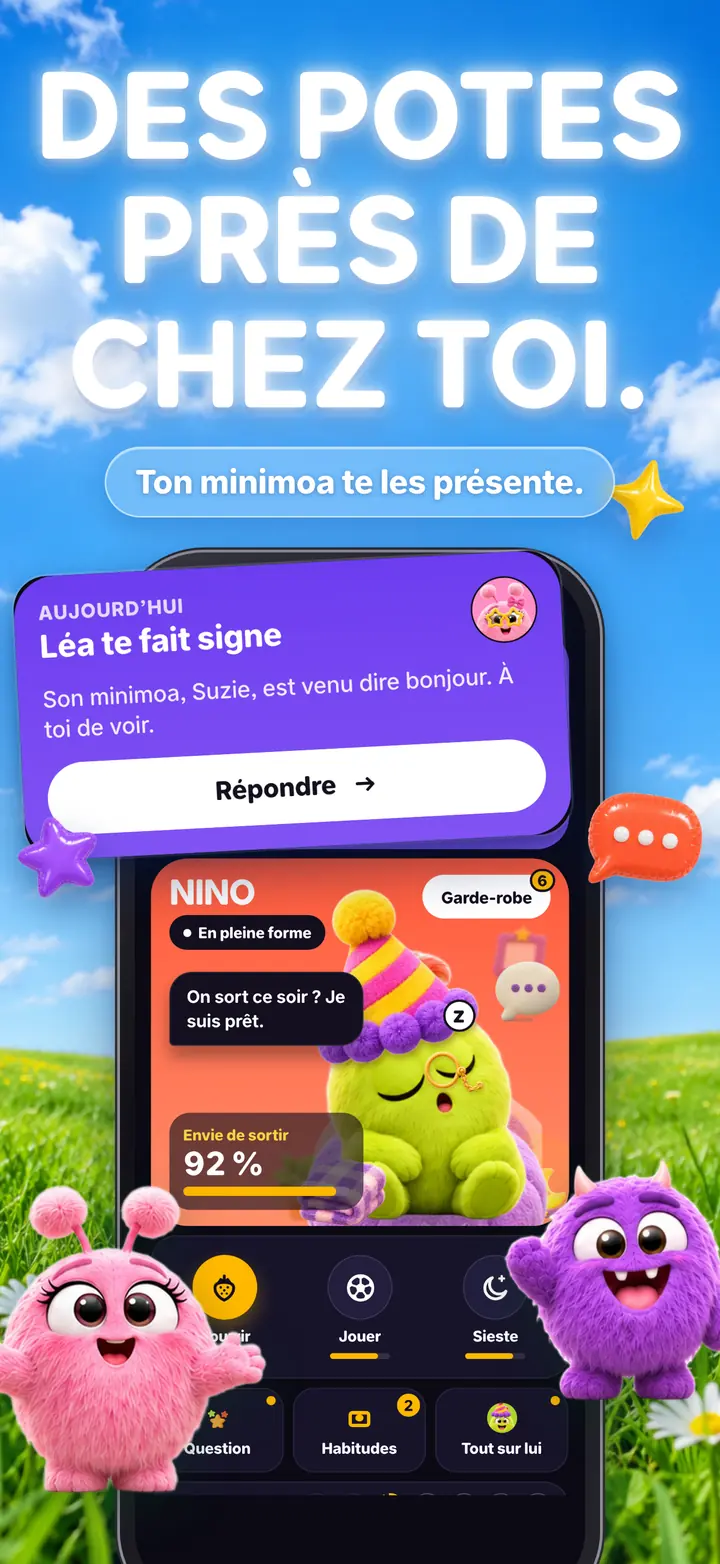 DES POTES
PRÈS DE
CHEZ TOI.
Ton minimoa te les présente.
AUJOURD'HUI
Léa te fait signe
Son minimoa, Suzie, est venu dire bonjour. À
toi de voir.
Répondre →
NINO
Garde-robe
6
En pleine forme
On sort ce soir ? Je
suis prêt.
Z
Envie de sortir
92 %
Jouer
Sieste
2
Question
Habitudes
Tout sur lui